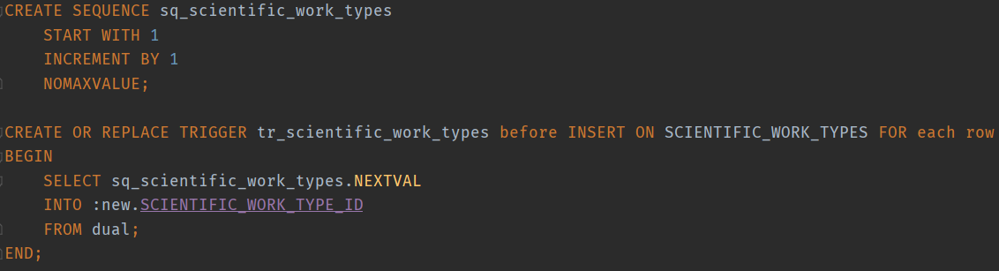 CREATE SEQUENCE sq_scientific_work_types
START WITH 1
INCREMENT BY 1
NOMAXVALUE;
CREATE OR REPLACE TRIGGER tr_scientific_work_types before INSERT ON SCIENTIFIC_WORK_TYPES FOR each row
BEGIN
SELECT sq_scientific_work_types.NEXTVAL
INTO :new.SCIENTIFIC_WORK_TYPE_ID
FROM dual;
END;